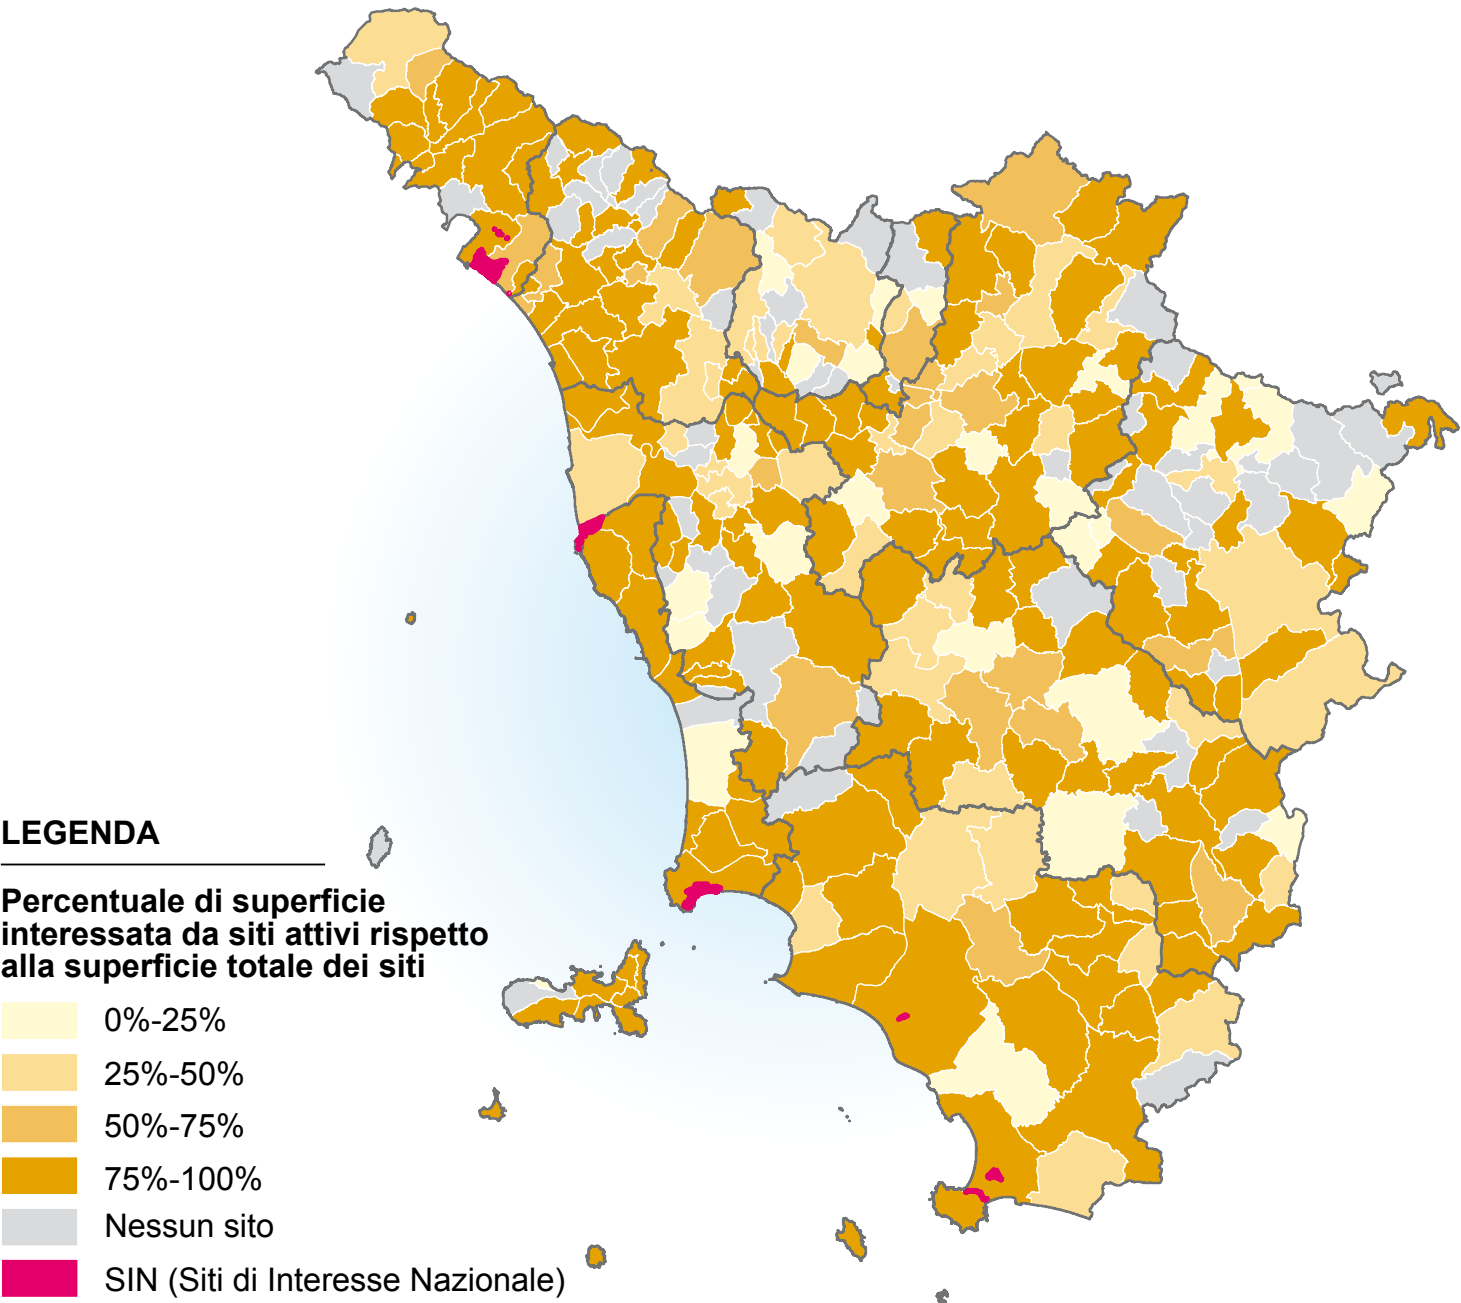 LEGENDA
Percentuale di superficie
interessata da siti attivi rispetto
alla superficie totale dei siti
0%-25%
25%-50%
50%-75%
75%-100%
Nessun sito
SIN (Siti di Interesse Nazionale)